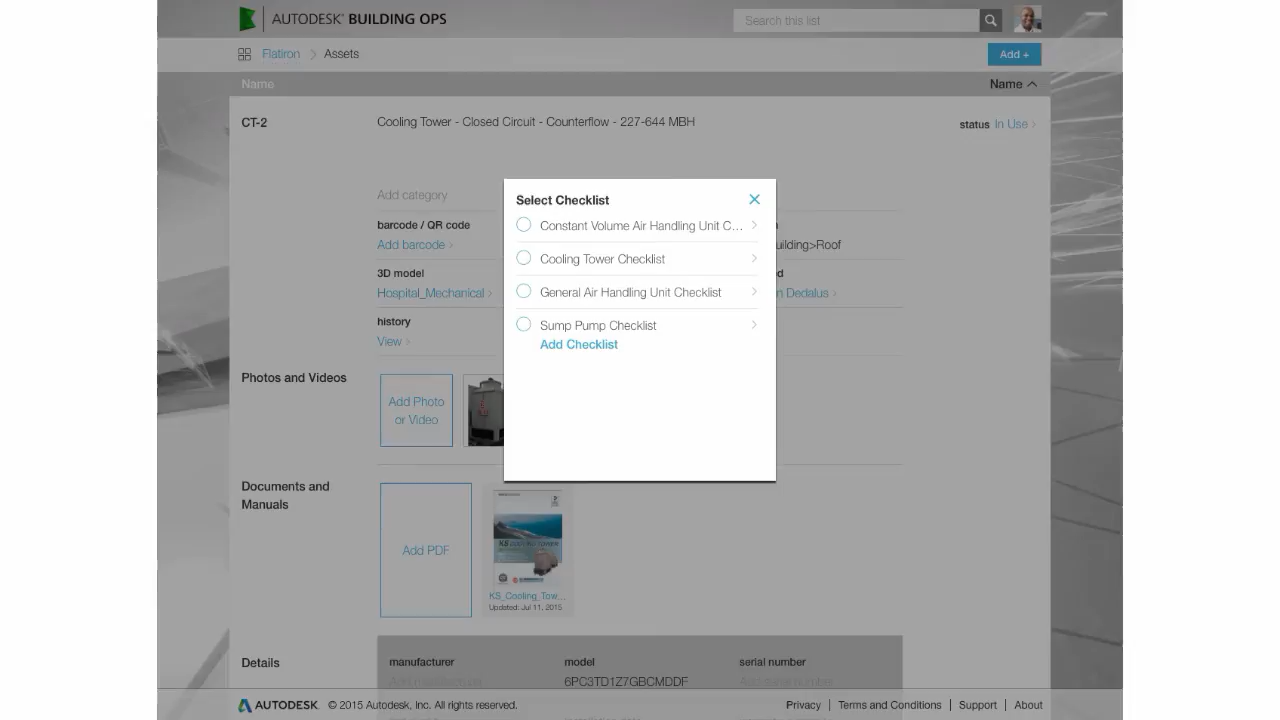 AUTODESK® BUILDING OPS
Search this list
Flatiron > Assets
Add +
Name
Name
CT-2
Cooling Tower - Closed Circuit - Counterflow - 227-644 MBH
status In Use >
Add category
Select Checklist
Constant Volume Air Handling Unit C...
Cooling Tower Checklist
General Air Handling Unit Checklist
Sump Pump Checklist
Add Checklist
barcode / QR code
Add barcode >
>Roof
3D model
Hospital_Mechanical >
Dedalus >
history
View >
Photos and Videos
Add Photo
or Video
Documents and
Manuals
Add PDF
KS COOLING TOWER
KS_Cooling_Tow...
Updated: Jul 11, 2015
Details
manufacturer
model
serial number
6PC3TD1Z7GBCMDDF
AUTODESK. © 2015 Autodesk, Inc. All rights reserved.
Privacy | Terms and Conditions | Support | About